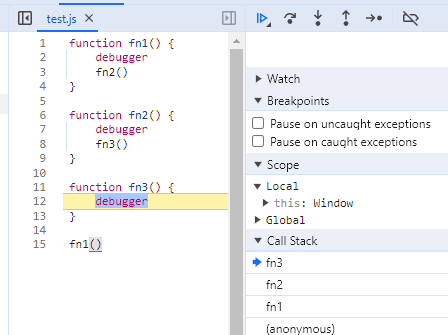 test.js
1 function fn1() {
2 debugger
3 fn2()
4 }
5
6 function fn2() {
7 debugger
8 fn3()
9 }
10
11 function fn3() {
12 debugger
13 }
14
15 fn1()
Watch
Breakpoints
Pause on uncaught exceptions
Pause on caught exceptions
Scope
Local
this: Window
Global
Call Stack
fn3
fn2
fn1
(anonymous)